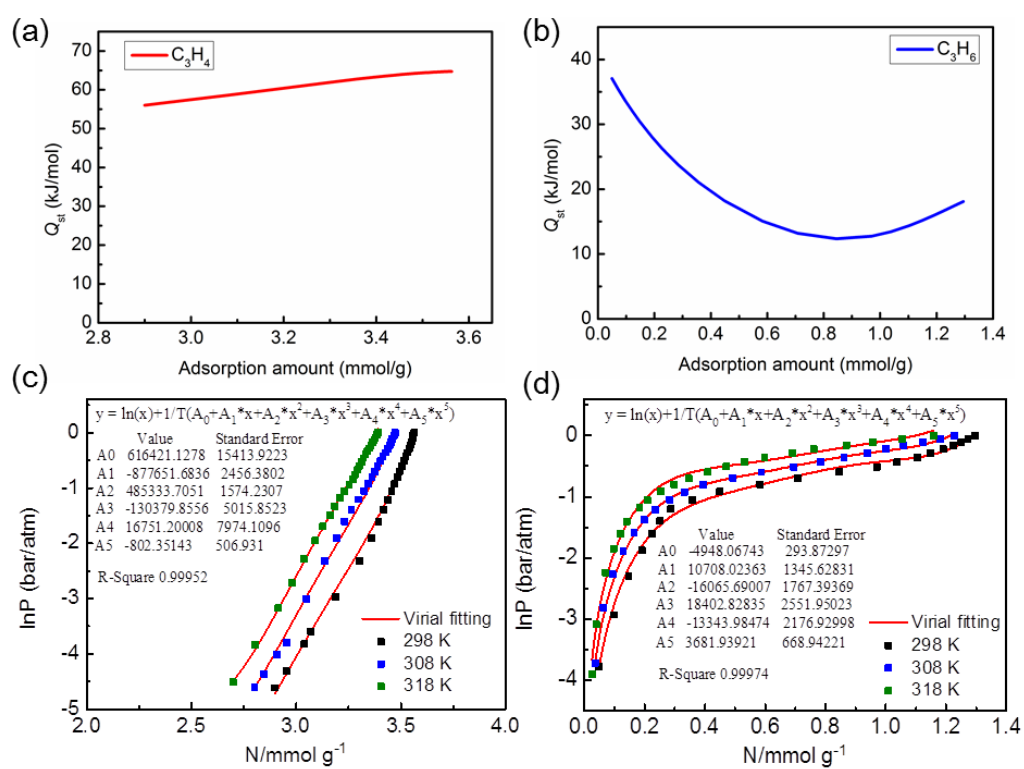 (a)
C₃H₄
70
60
50
40
30
20
10
0
2.8 3.0 3.2 3.4 3.6
Qst (kJ/mol)
Adsorption amount (mmol/g)
(b)
C₃H₆
40
30
20
10
0
0.0 0.2 0.4 0.6 0.8 1.0 1.2 1.4
Qst (kJ/mol)
Adsorption amount (mmol/g)
(c)
y = ln(x)+1/T(A₀+A₁*x+A₂*x²+A₃*x³+A₄*x⁴+A₅*x⁵)
Value Standard Error
A0 616421.1278 15413.9223
A1 -877651.6836 2456.3802
A2 485333.7051 1574.2307
A3 -130379.8556 5015.8523
A4 16751.20008 7974.1096
A5 -802.35143 506.931
R-Square 0.99952
Virial fitting
298 K
308 K
318 K
0
-1
-2
-3
-4
-5
2.0 2.5 3.0 3.5 4.0
lnP (bar/atm)
N/mmol g⁻¹
(d)
y = ln(x)+1/T(A₀+A₁*x+A₂*x²+A₃*x³+A₄*x⁴+A₅*x⁵)
Value Standard Error
A0 -4948.06743 293.87297
A1 10708.02363 1345.62831
A2 -16065.69007 1767.39369
A3 18402.82835 2551.95023
A4 -13343.98474 2176.92998
A5 3681.93921 668.94221
R-Square 0.99974
Virial fitting
298 K
308 K
318 K
0
-1
-2
-3
-4
0.0 0.2 0.4 0.6 0.8 1.0 1.2 1.4
lnP (bar/atm)
N/mmol g⁻¹